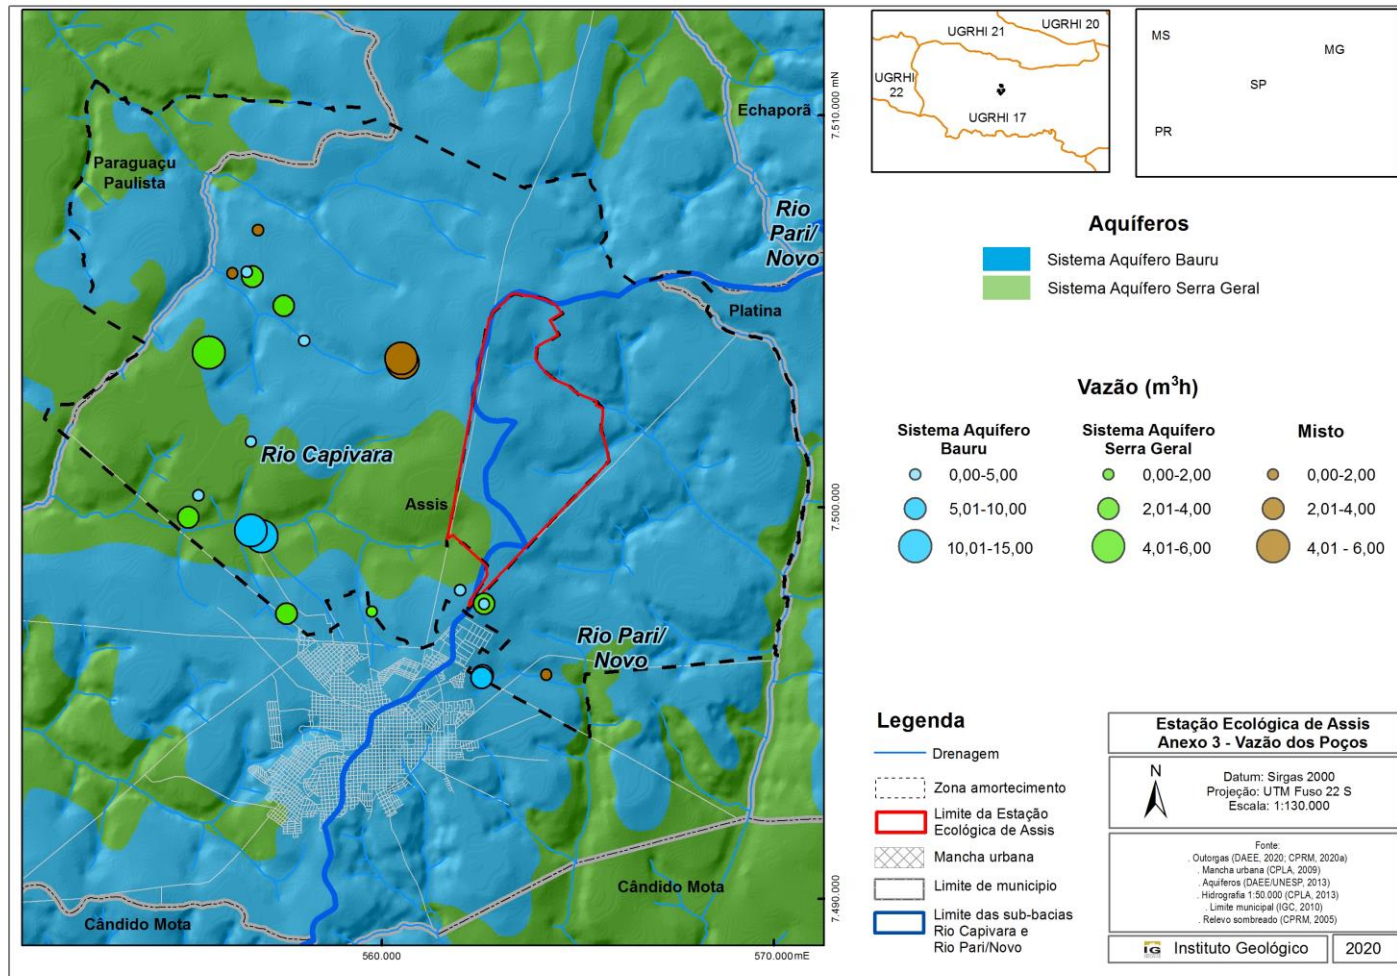 Echaporã
Paraguaçu
Paulista
Rio
Pari/
Novo
Platina
Rio Capivara
Assis
Rio Pari/
Novo
Cândido Mota
Cândido Mota
7.510.000 mN
7.500.000
7.490.000
560.000
570.000mE
UGRHI 20
UGRHI 21
UGRHI
22
UGRHI 17
MS
MG
SP
PR
Aquíferos
Sistema Aquífero Bauru
Sistema Aquífero Serra Geral
Vazão (m³h)
Sistema Aquífero
Bauru
0,00-5,00
5,01-10,00
10,01-15,00
Sistema Aquífero
Serra Geral
0,00-2,00
2,01-4,00
4,01-6,00
Misto
0,00-2,00
2,01-4,00
4,01 - 6,00
Legenda
Drenagem
Zona amortecimento
Limite da Estação
Ecológica de Assis
Mancha urbana
Limite de municipio
Limite das sub-bacias
Rio Capivara e
Rio Pari/Novo
Estação Ecológica de Assis
Anexo 3 - Vazão dos Poços
N
Datum: Sirgas 2000
Projeção: UTM Fuso 22 S
Escala: 1:130.000
Fonte:
. Outorgas (DAEE, 2020; CPRM, 2020a)
. Mancha urbana (CPLA, 2009)
. Aquíferos (DAEE/UNESP, 2013)
. Hidrografia 1:50.000 (CPLA, 2013)
. Limite municipal (IGC, 2010)
. Relevo sombreado (CPRM, 2005)
IG
Instituto Geológico
2020